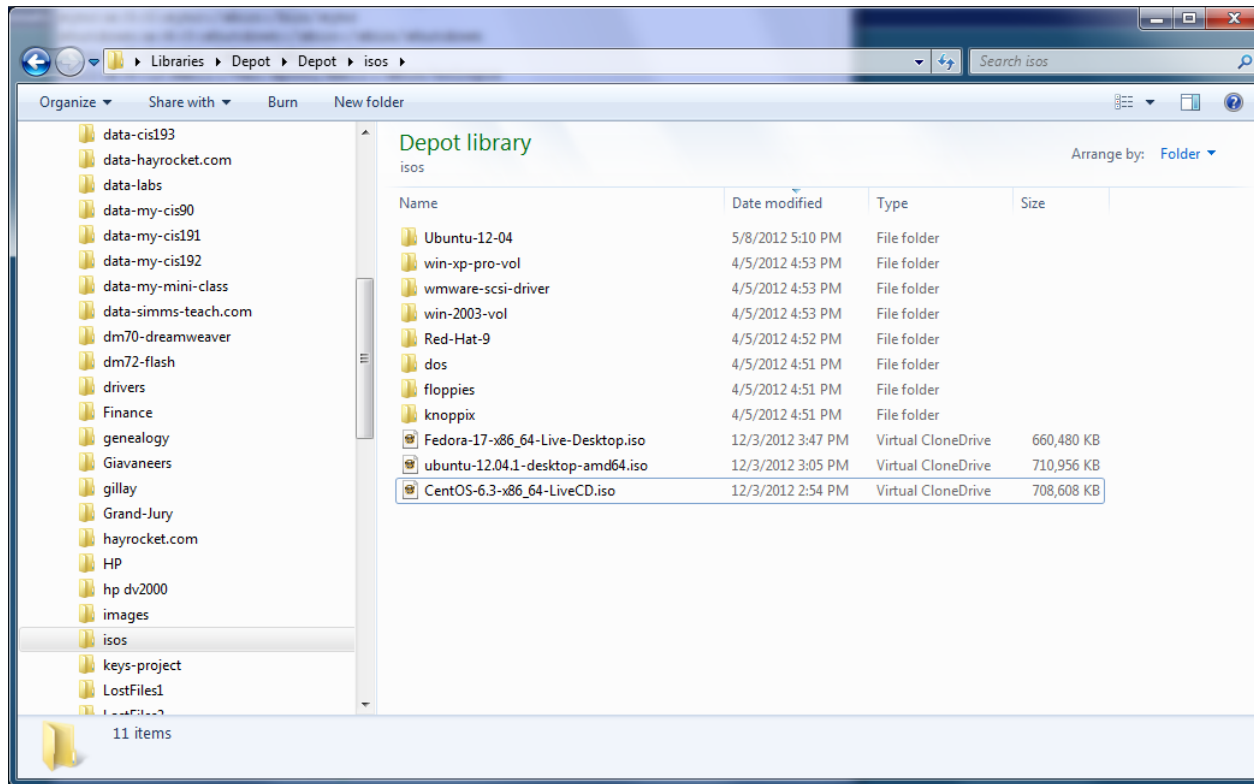 Libraries Depot Depot isos
Search isos
Organize Share with Burn New folder
data-cis193
data-hayrocket.com
data-labs
data-my-cis90
data-my-cis191
data-my-cis192
data-my-mini-class
data-simms-teach.com
dm70-dreamweaver
dm72-flash
drivers
Finance
genealogy
Giavaneers
gillay
Grand-Jury
hayrocket.com
HP
hp dv2000
images
isos
keys-project
LostFiles1
Depot library
isos
Arrange by: Folder
Name Date modified Type Size
Ubuntu-12-04 5/8/2012 5:10 PM File folder
win-xp-pro-vol 4/5/2012 4:53 PM File folder
wmware-scsi-driver 4/5/2012 4:53 PM File folder
win-2003-vol 4/5/2012 4:53 PM File folder
Red-Hat-9 4/5/2012 4:52 PM File folder
dos 4/5/2012 4:51 PM File folder
floppies 4/5/2012 4:51 PM File folder
knoppix 4/5/2012 4:51 PM File folder
Fedora-17-x86_64-Live-Desktop.iso 12/3/2012 3:47 PM Virtual CloneDrive 660,480 KB
ubuntu-12.04.1-desktop-amd64.iso 12/3/2012 3:05 PM Virtual CloneDrive 710,956 KB
CentOS-6.3-x86_64-LiveCD.iso 12/3/2012 2:54 PM Virtual CloneDrive 708,608 KB
11 items